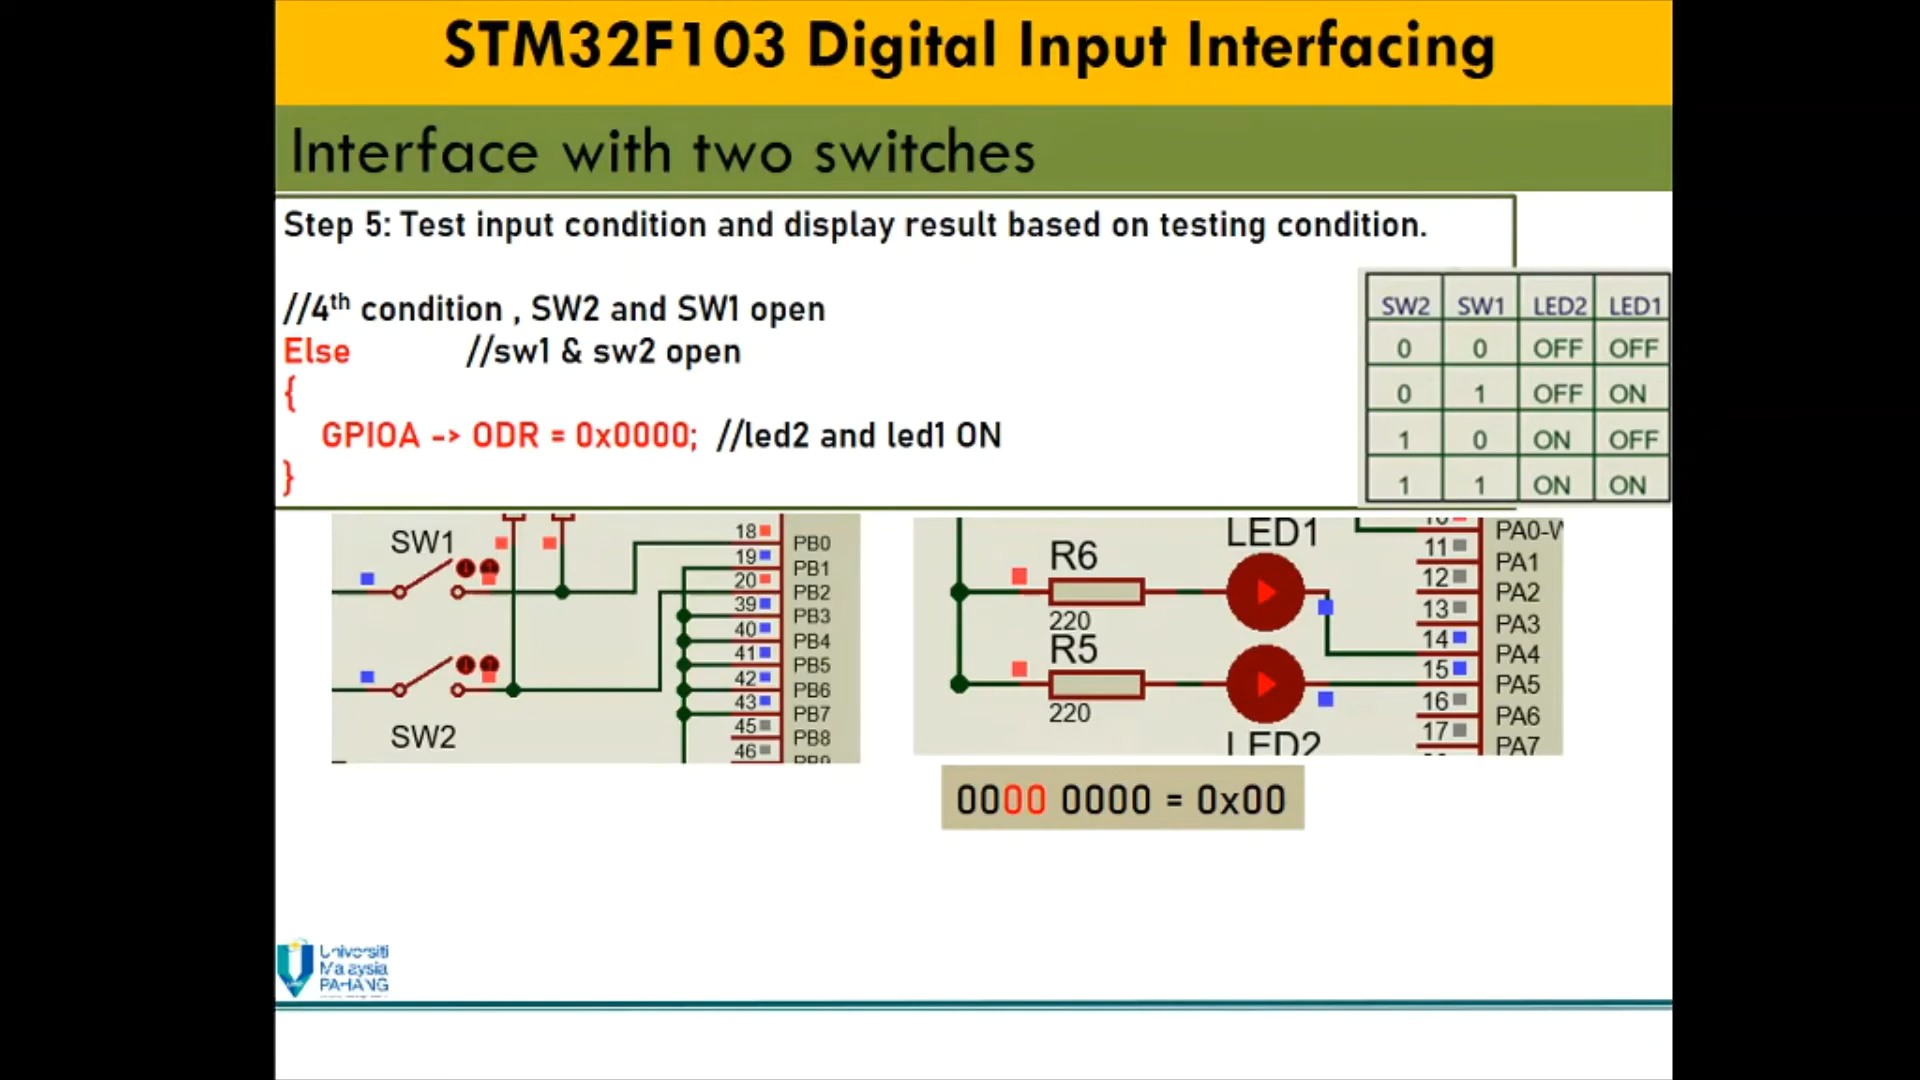 STM32F103 Digital Input Interfacing
Interface with two switches
Step 5: Test input condition and display result based on testing condition.
//4th condition , SW2 and SW1 open
Else //sw1 & sw2 open
{
GPIOA -> ODR = 0x0000; //led2 and led1 ON
}
SW2 SW1 LED2 LED1
0 0 OFF OFF
0 1 OFF ON
1 0 ON OFF
1 1 ON ON
SW1
SW2
18 PB0
19 PB1
20 PB2
39 PB3
40 PB4
41 PB5
42 PB6
43 PB7
45 PB8
46 PB9
R6
220
R5
220
LED1
LED2
10 PA0-W
11 PA1
12 PA2
13 PA3
14 PA4
15 PA5
16 PA6
17 PA7
0000 0000 = 0x00
Universiti
Malaysia
PAHANG